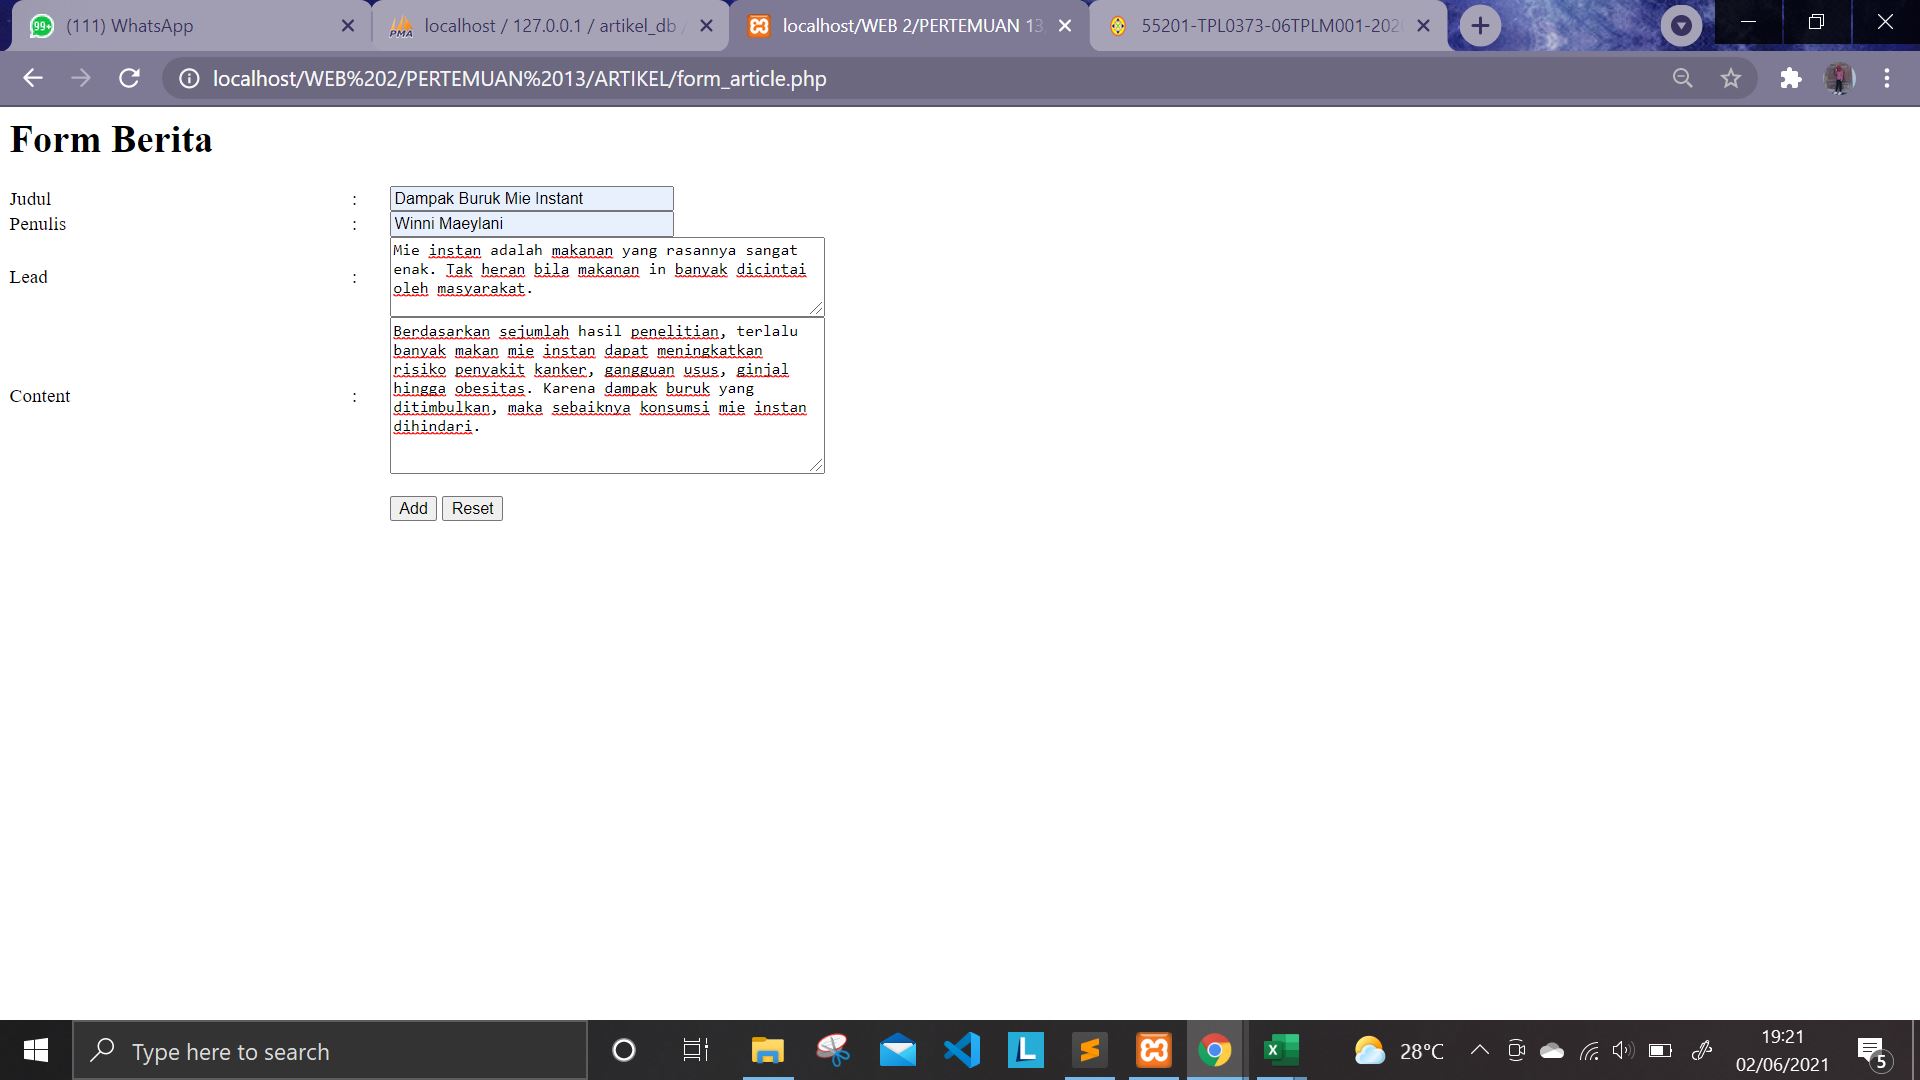 99+
(111) WhatsApp
PMA
localhost / 127.0.0.1 / artikel_db /
localhost/WEB 2/PERTEMUAN 13
55201-TPL0373-06TPLM001-202
localhost/WEB%202/PERTEMUAN%2013/ARTIKEL/form_article.php
Form Berita
Judul : Dampak Buruk Mie Instant
Penulis : Winni Maeylani
Lead :
Mie instan adalah makanan yang rasannya sangat
enak. Tak heran bila makanan in banyak dicintai
oleh masyarakat.
Content :
Berdasarkan sejumlah hasil penelitian, terlalu
banyak makan mie instan dapat meningkatkan
risiko penyakit kanker, gangguan usus, ginjal
hingga obesitas. Karena dampak buruk yang
ditimbulkan, maka sebaiknya konsumsi mie instan
dihindari.
Add Reset
Type here to search
L
28°C
19:21
02/06/2021
5